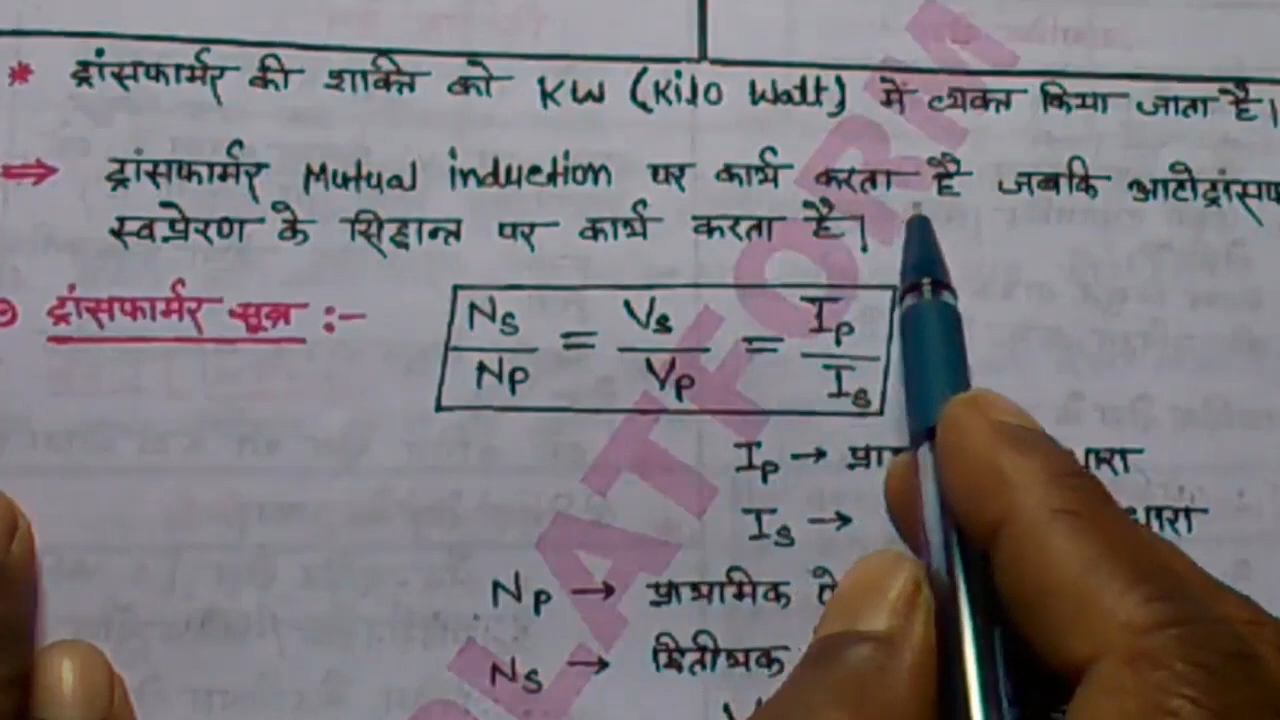 * ट्रांसफार्मर की शक्ति को KW (Kilo Watt) में व्यक्त किया जाता है।
⇒ ट्रांसफार्मर Mutual induction पर कार्य करता है जबकि
स्वप्रेरण के सिद्धान्त पर कार्य करता है।
ट्रांसफार्मर सूत्र :-
Ns/Np = Vs/Vp = Ip/Is
Ip →
Is →
Np → प्राथमिक
Ns → द्वितीयक
PLATFORM